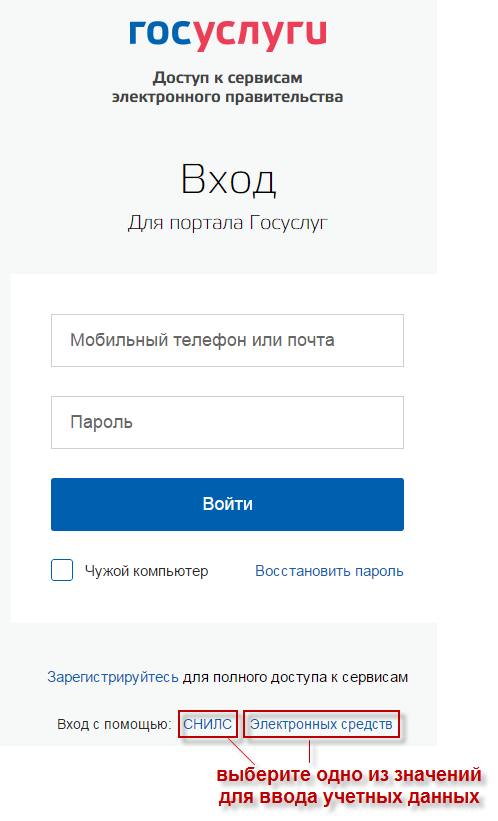 госуслуги
Доступ к сервисам
электронного правительства
Вход
Для портала Госуслуг
Мобильный телефон или почта
Пароль
Войти
Чужой компьютер Восстановить пароль
Зарегистрируйтесь для полного доступа к сервисам
Вход с помощью: СНИЛС Электронных средств
выберите одно из значений
для ввода учетных данных